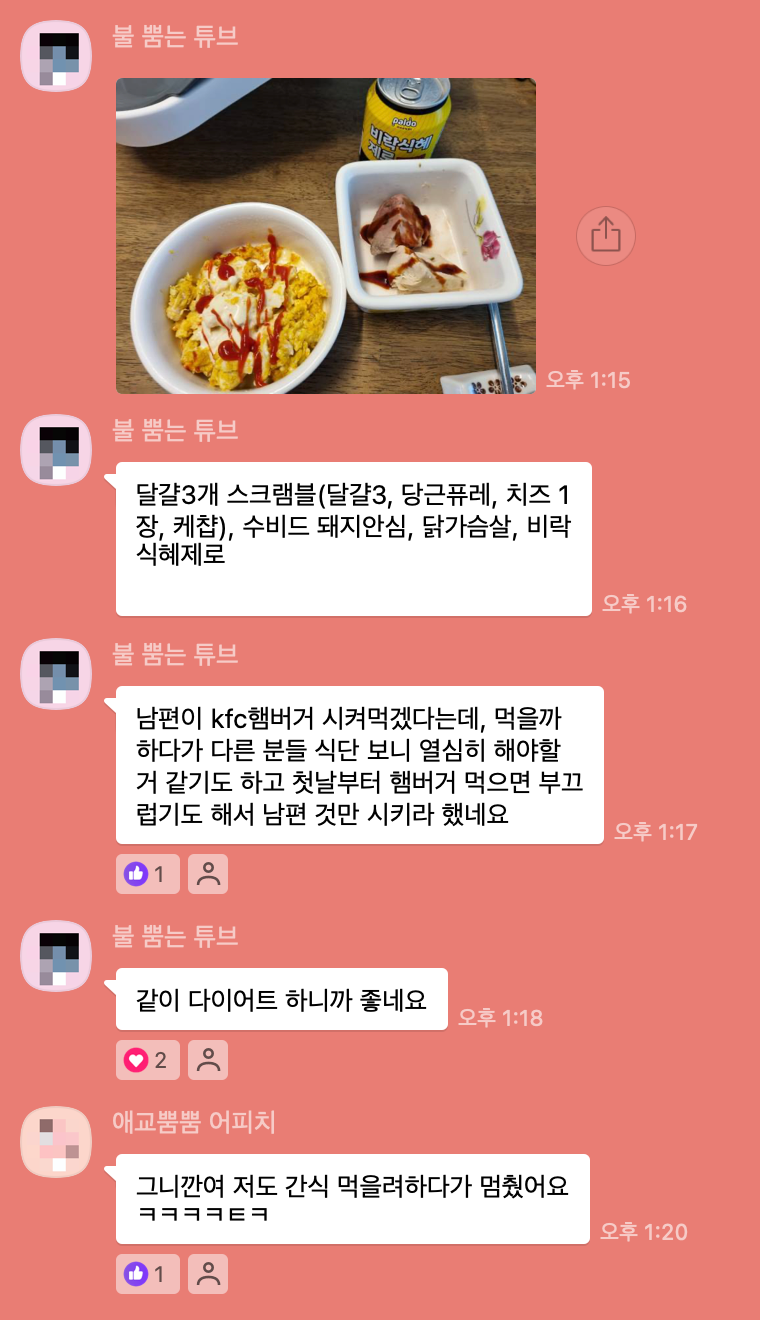 불 뿜는 튜브
paldo
비락식혜
제로
오후 1:15
불 뿜는 튜브
달걀3개 스크램블(달걀3, 당근퓨레, 치즈 1
장, 케찹), 수비드 돼지안심, 닭가슴살, 비락
식혜제로
오후 1:16
불 뿜는 튜브
남편이 kfc햄버거 시켜먹겠다는데, 먹을까
하다가 다른 분들 식단 보니 열심히 해야할
거 같기도 하고 첫날부터 햄버거 먹으면 부끄
럽기도 해서 남편 것만 시키라 했네요
오후 1:17
1
불 뿜는 튜브
같이 다이어트 하니까 좋네요
오후 1:18
2
애교뿜뿜 어피치
그니깐여 저도 간식 먹을려하다가 멈췄어요
ㅋㅋㅋㅋㅌㅋ
오후 1:20
1